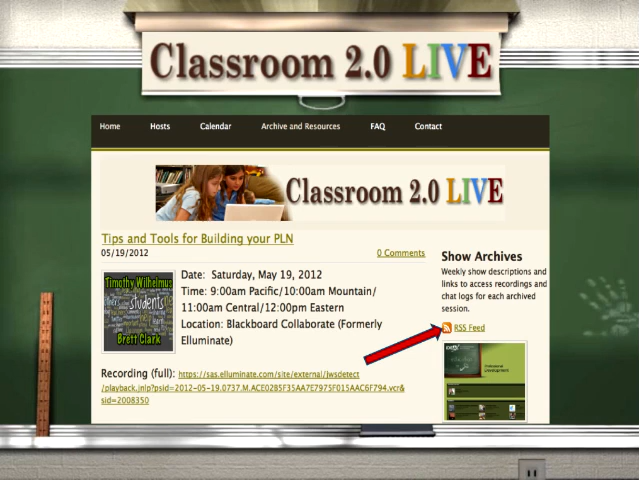 Classroom 2.0 LIVE
Home Hosts Calendar Archive and Resources FAQ Contact
Classroom 2.0 LIVE
Tips and Tools for Building your PLN
05/19/2012 0 Comments
Timothy Wilhelmus
students
Brett Clark
Date: Saturday, May 19, 2012
Time: 9:00am Pacific/10:00am Mountain/
11:00am Central/12:00pm Eastern
Location: Blackboard Collaborate (Formerly
Elluminate)
Recording (full): https://sas.elluminate.com/site/external/jwsdetect
/playback.jnlp?psid=2012-05-19.0737.M.ACE02B5F35AA7E7975F015AAC6F794.vcr&
sid=2008350
Show Archives
Weekly show descriptions and
links to access recordings and
chat logs for each archived
session.
RSS Feed